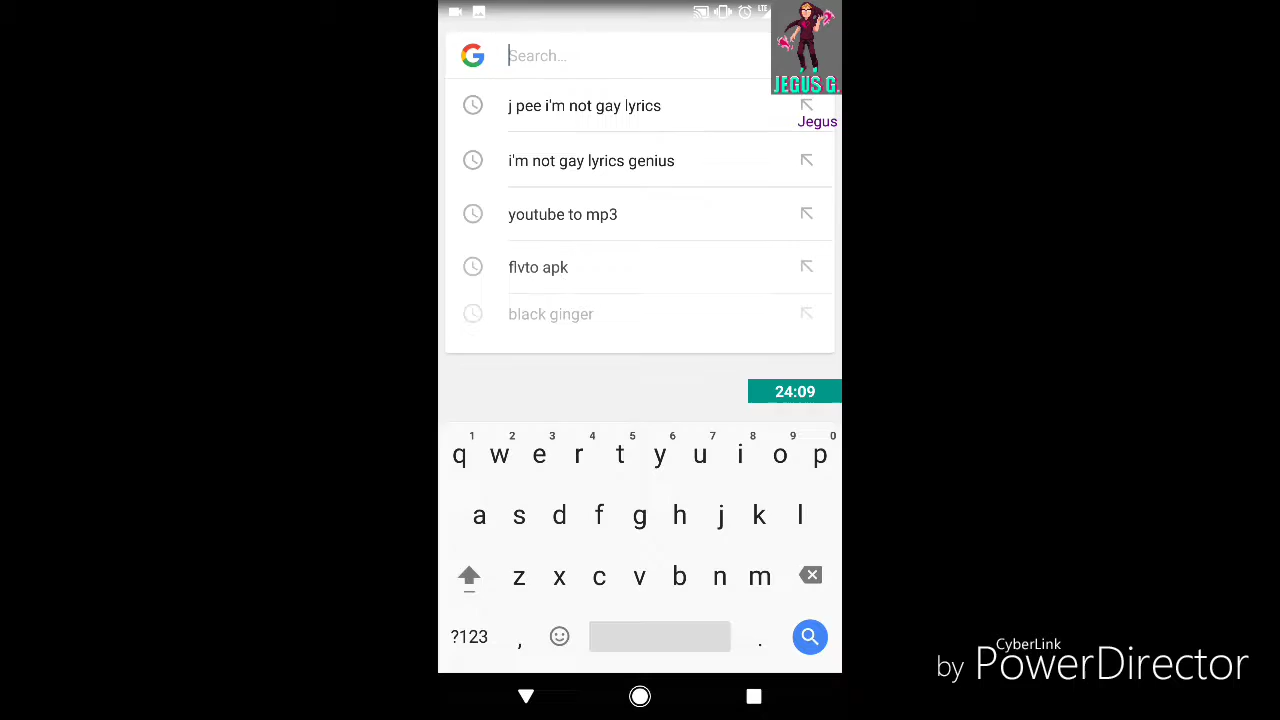 LTE
Search...
JEGUS G.
j pee i'm not gay lyrics
Jegus
i'm not gay lyrics genius
youtube to mp3
flvto apk
black ginger
24:09
1 2 3 4 5 6 7 8 9 0
q w e r t y u i o p
a s d f g h j k l
z x c v b n m
?123 , .
CyberLink
by PowerDirector